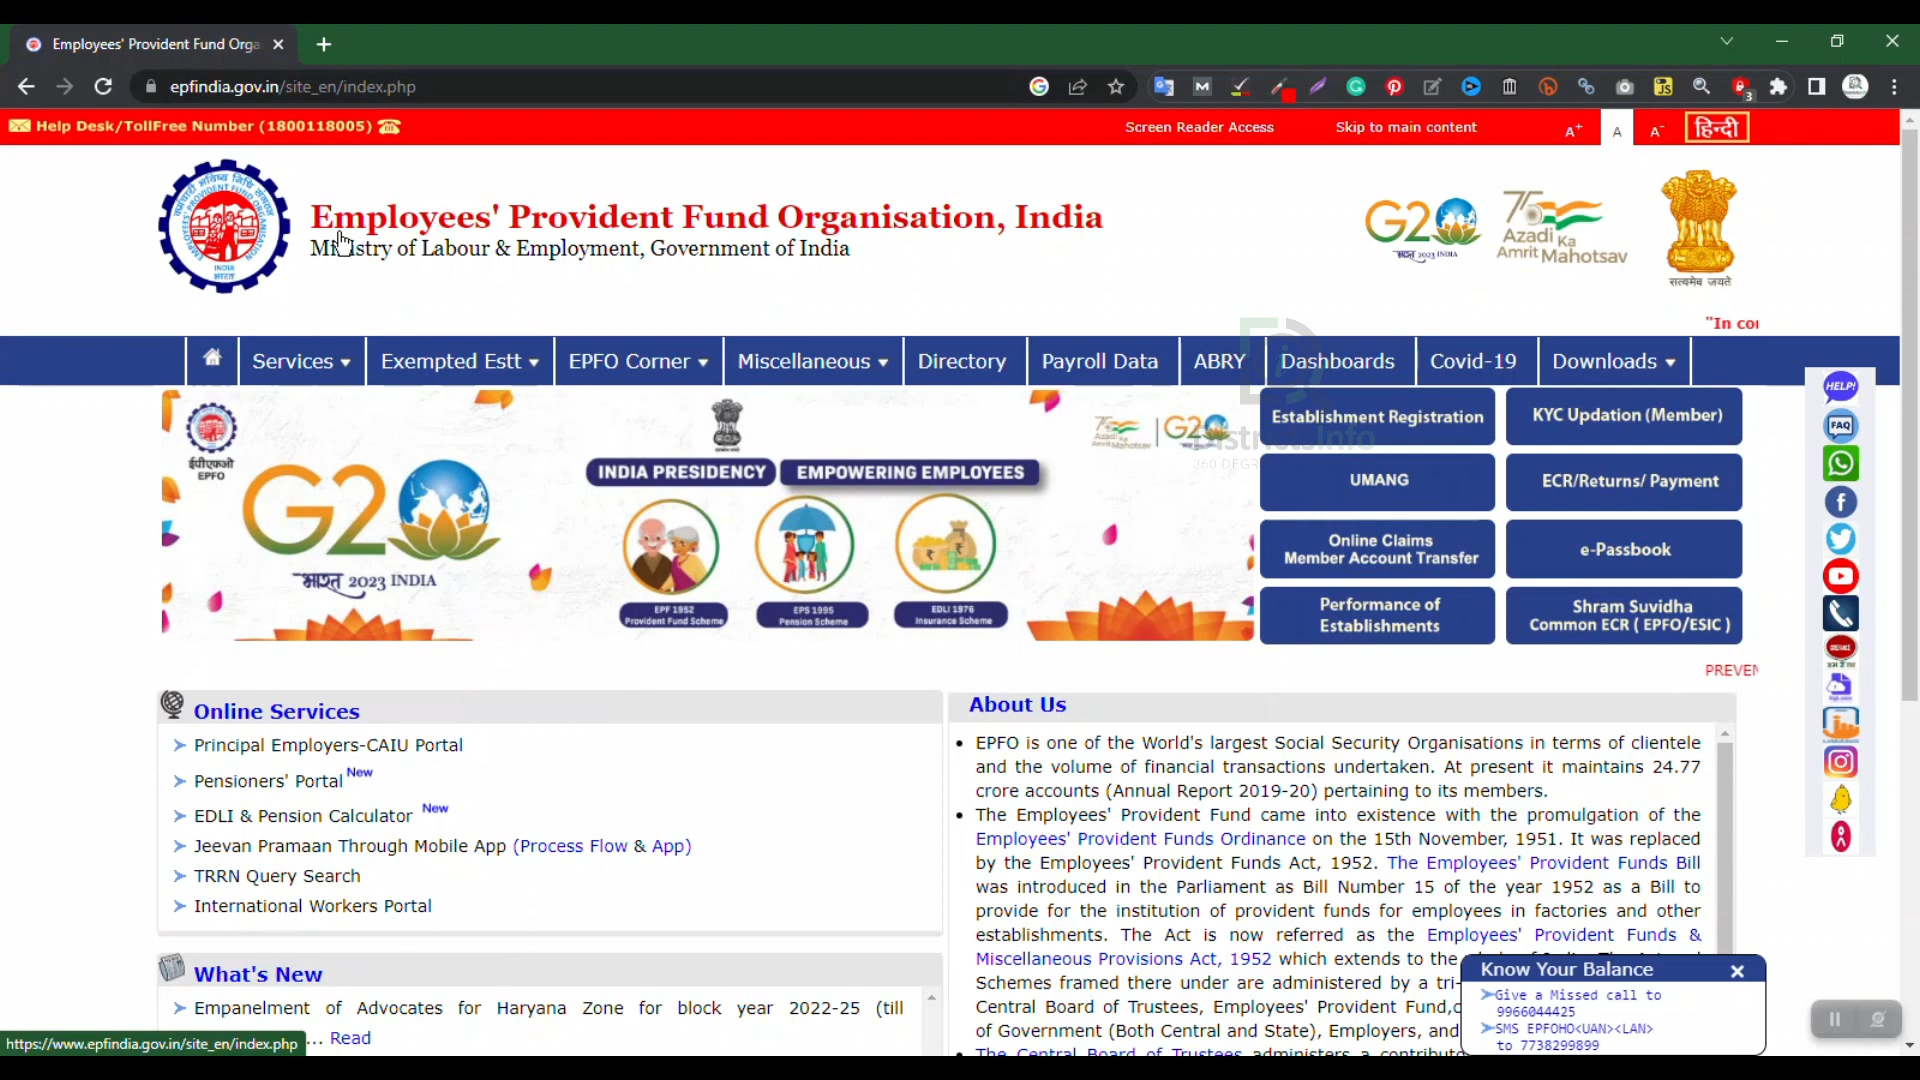 Employees' Provident Fund Orga
epfindia.gov.in/site_en/index.php
Help Desk/TollFree Number (1800118005)
Screen Reader Access
Skip to main content
A+
A
A-
हिन्दी
Employees' Provident Fund Organisation, India
Ministry of Labour & Employment, Government of India
G20
भारत 2023 INDIA
75
Azadi Ka
Amrit Mahotsav
सत्यमेव जयते
"In co
Services
Exempted Estt
EPFO Corner
Miscellaneous
Directory
Payroll Data
ABRY
Dashboards
Covid-19
Downloads
ईपीएफओ
EPFO
G20
भारत 2023 INDIA
INDIA PRESIDENCY
EMPOWERING EMPLOYEES
EPF 1952
Provident Fund Scheme
EPS 1995
Pension Scheme
EDLI 1976
Insurance Scheme
G20
Establishment Registration
KYC Updation (Member)
UMANG
ECR/Returns/ Payment
Online Claims
Member Account Transfer
e-Passbook
Performance of
Establishments
Shram Suvidha
Common ECR ( EPFO/ESIC )
HELP!
FAQ
PREVEN
Online Services
Principal Employers-CAIU Portal
Pensioners' Portal New
EDLI & Pension Calculator New
Jeevan Pramaan Through Mobile App (Process Flow & App)
TRRN Query Search
International Workers Portal
What's New
Empanelment of Advocates for Haryana Zone for block year 2022-25 (till
... Read
About Us
EPFO is one of the World's largest Social Security Organisations in terms of clientele
and the volume of financial transactions undertaken. At present it maintains 24.77
crore accounts (Annual Report 2019-20) pertaining to its members.
The Employees' Provident Fund came into existence with the promulgation of the
Employees' Provident Funds Ordinance on the 15th November, 1951. It was replaced
by the Employees' Provident Funds Act, 1952. The Employees' Provident Funds Bill
was introduced in the Parliament as Bill Number 15 of the year 1952 as a Bill to
provide for the institution of provident funds for employees in factories and other
establishments. The Act is now referred as the Employees' Provident Funds &
Miscellaneous Provisions Act, 1952 which extends to the
Schemes framed there under are administered by a tri-
Central Board of Trustees, Employees' Provident Fund,
of Government (Both Central and State), Employers, and
The Central Board of Trustees administers a contributo
Know Your Balance
Give a Missed call to
9966044425
SMS EPFOHO<UAN><LAN>
to 7738299899
https://www.epfindia.gov.in/site_en/index.php